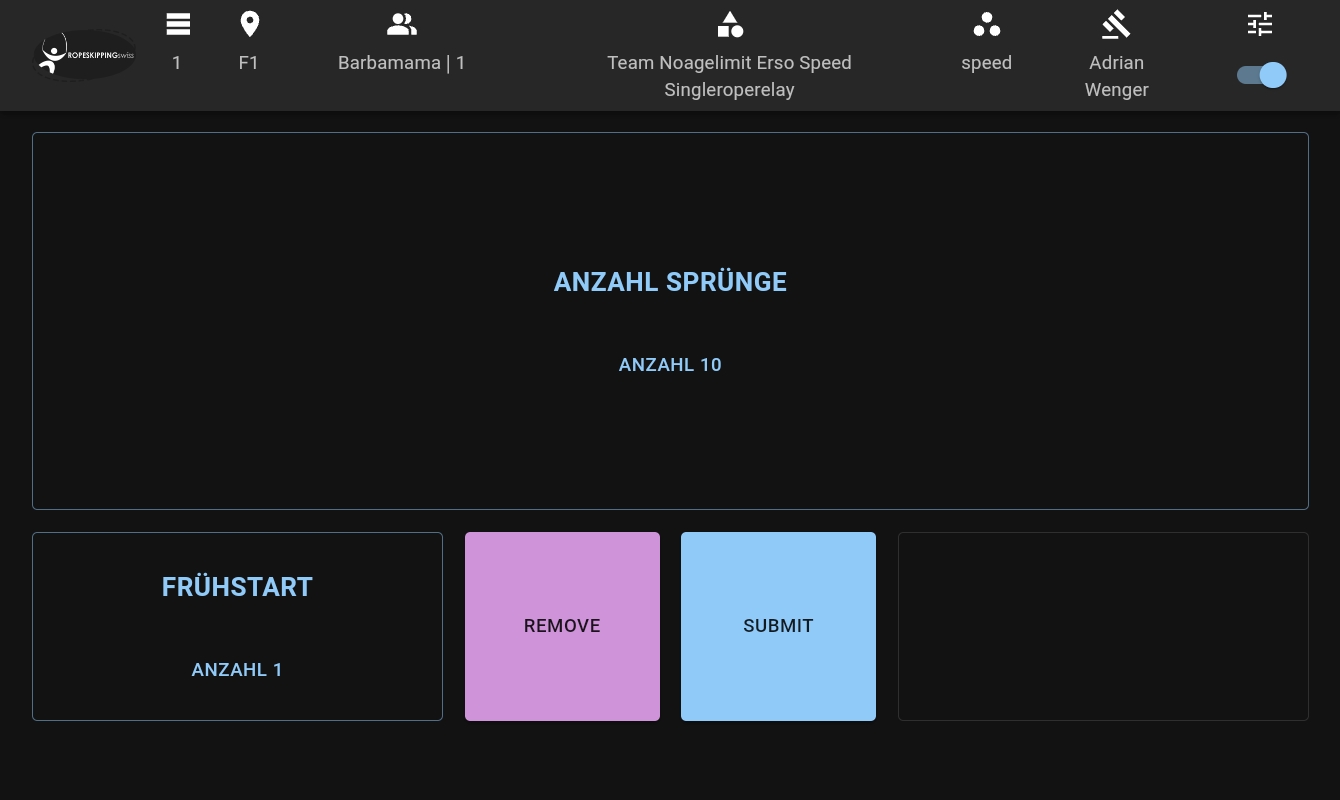 ROPESKIPPINGswiss
1
F1
Barbamama | 1
Team Noagelimit Erso Speed
Singleroperelay
speed
Adrian
Wenger
ANZAHL SPRÜNGE
ANZAHL 10
FRÜHSTART
ANZAHL 1
REMOVE
SUBMIT